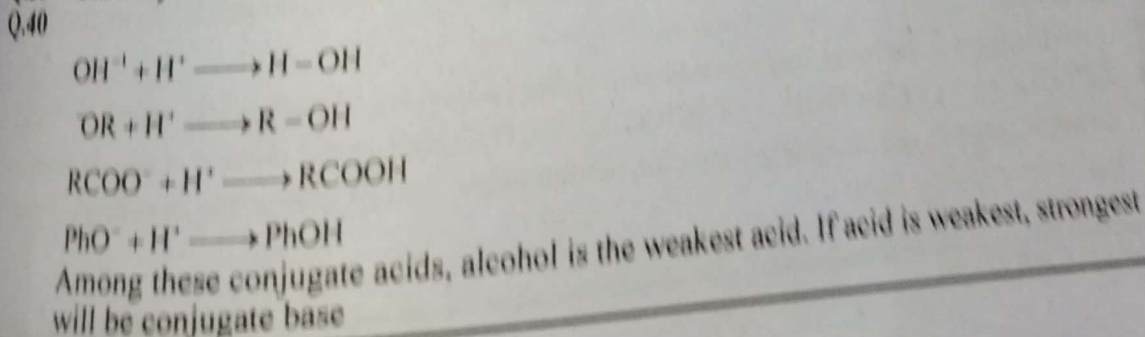 Q.40
OH⁻¹ + H⁺ ⟶ H – OH
⁻OR + H⁺ ⟶ R – OH
RCOO⁻ + H⁺ ⟶ RCOOH
PhO⁻ + H⁺ ⟶ PhOH
Among these conjugate acids, alcohol is the weakest acid. If acid is weakest, strongest
will be conjugate base